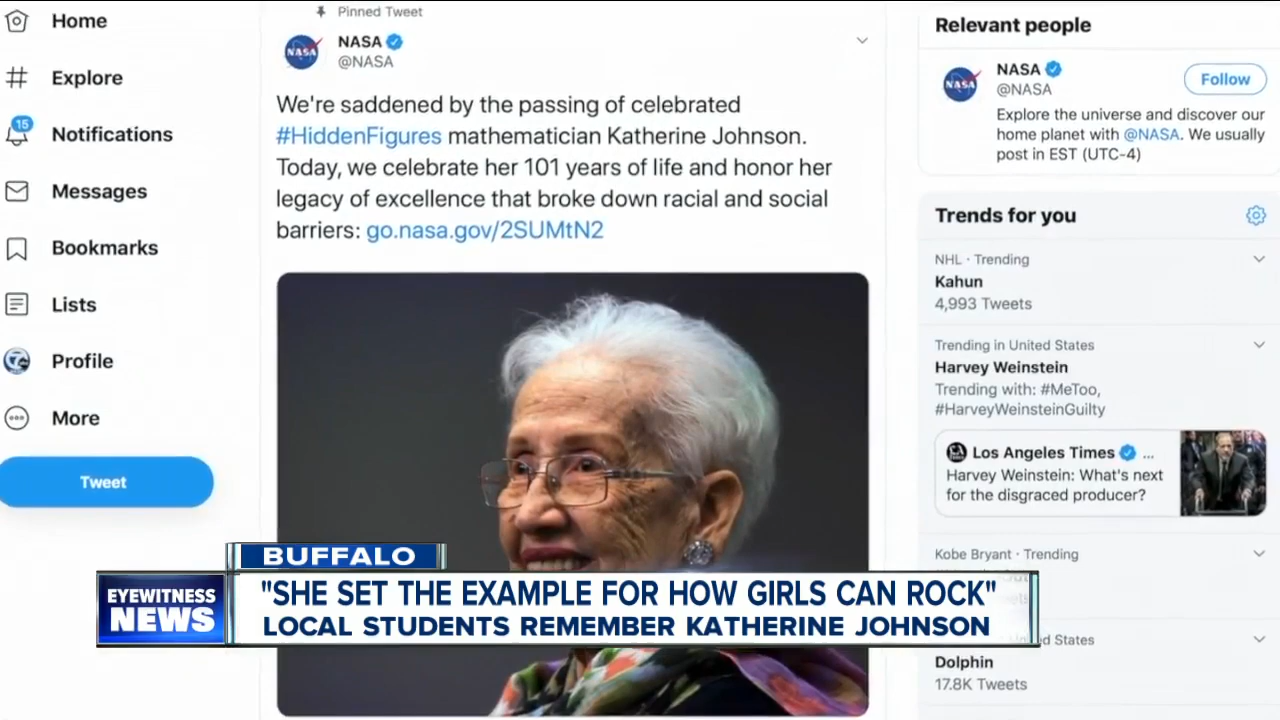 Home
Explore
15
Notifications
Messages
Bookmarks
Lists
Profile
More
Tweet
Pinned Tweet
NASA
NASA
@NASA
We're saddened by the passing of celebrated
#HiddenFigures mathematician Katherine Johnson.
Today, we celebrate her 101 years of life and honor her
legacy of excellence that broke down racial and social
barriers: go.nasa.gov/2SUMtN2
Relevant people
NASA
NASA
@NASA
Follow
Explore the universe and discover our
home planet with @NASA. We usually
post in EST (UTC-4)
Trends for you
NHL · Trending
Kahun
4,993 Tweets
Trending in United States
Harvey Weinstein
Trending with: #MeToo,
#HarveyWeinsteinGuilty
Los Angeles Times ...
Harvey Weinstein: What's next
for the disgraced producer?
Kobe Bryant · Trending
States
Dolphin
17.8K Tweets
BUFFALO
EYEWITNESS
NEWS
"SHE SET THE EXAMPLE FOR HOW GIRLS CAN ROCK"
LOCAL STUDENTS REMEMBER KATHERINE JOHNSON